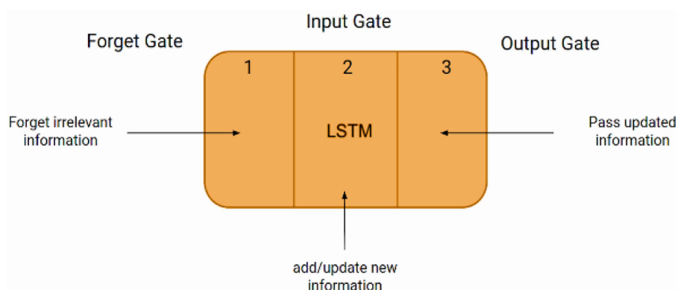 Input Gate
Forget Gate
Output Gate
1
2
3
Forget irrelevant
information
LSTM
Pass updated
information
add/update new
information